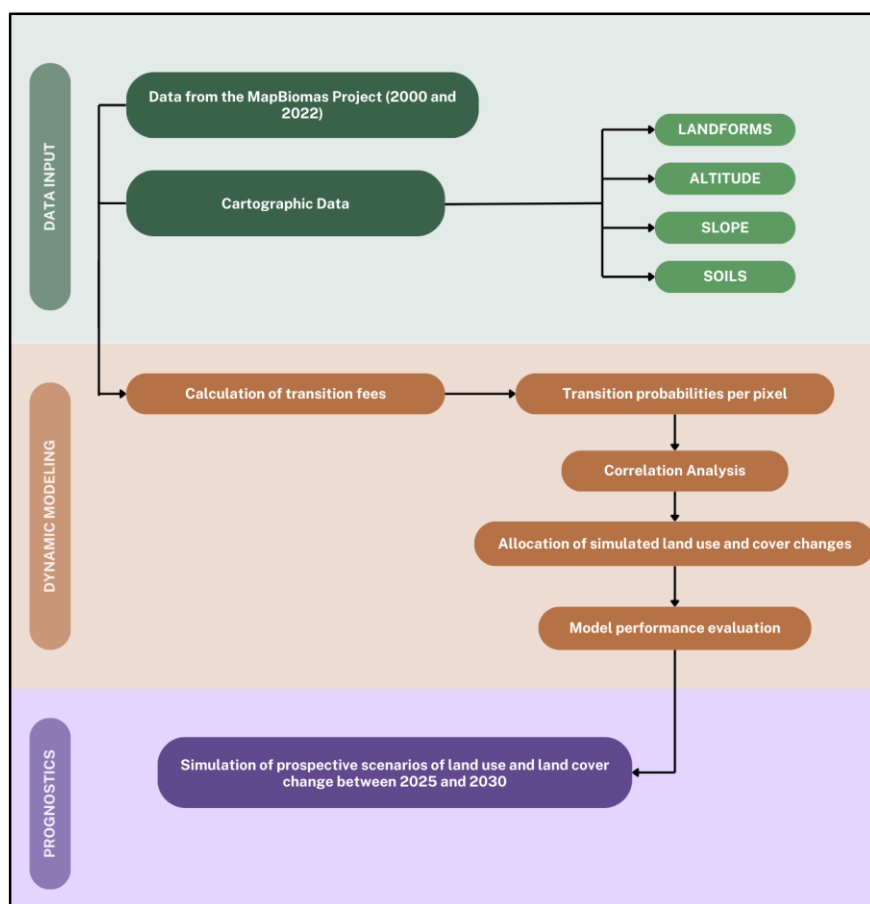 DATA INPUT
Data from the MapBiomas Project (2000 and
2022)
Cartographic Data
LANDFORMS
ALTITUDE
SLOPE
SOILS
DYNAMIC MODELING
Calculation of transition fees
Transition probabilities per pixel
Correlation Analysis
Allocation of simulated land use and cover changes
Model performance evaluation
PROGNOSTICS
Simulation of prospective scenarios of land use and land cover
change between 2025 and 2030